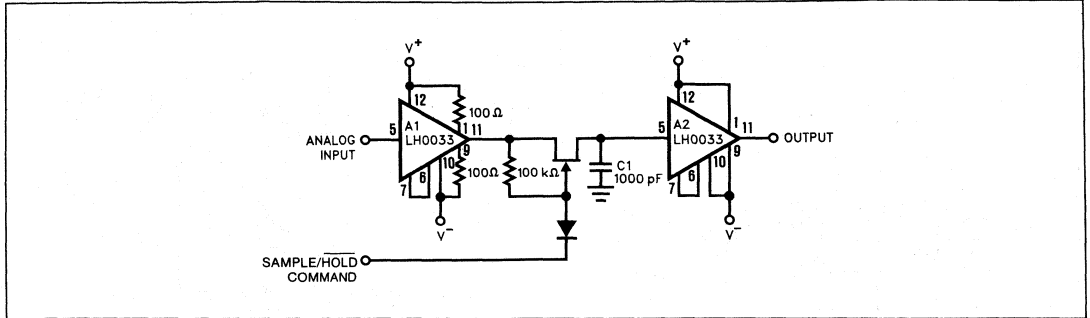 V+
12
100 Ω
5
A1
LH0033
1
11
ANALOG
INPUT
9
10
100Ω
6
7
V-
100 kΩ
C1
1000 pF
V+
12
5
A2
LH0033
1
11
OUTPUT
9
10
6
7
V-
SAMPLE/HOLD
COMMAND